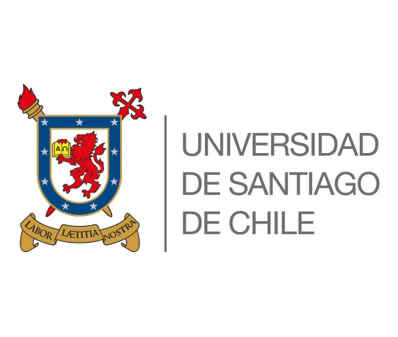 UNIVERSIDAD
DE SANTIAGO
DE CHILE
Α Ω
LABOR LÆTITIA NOSTRA